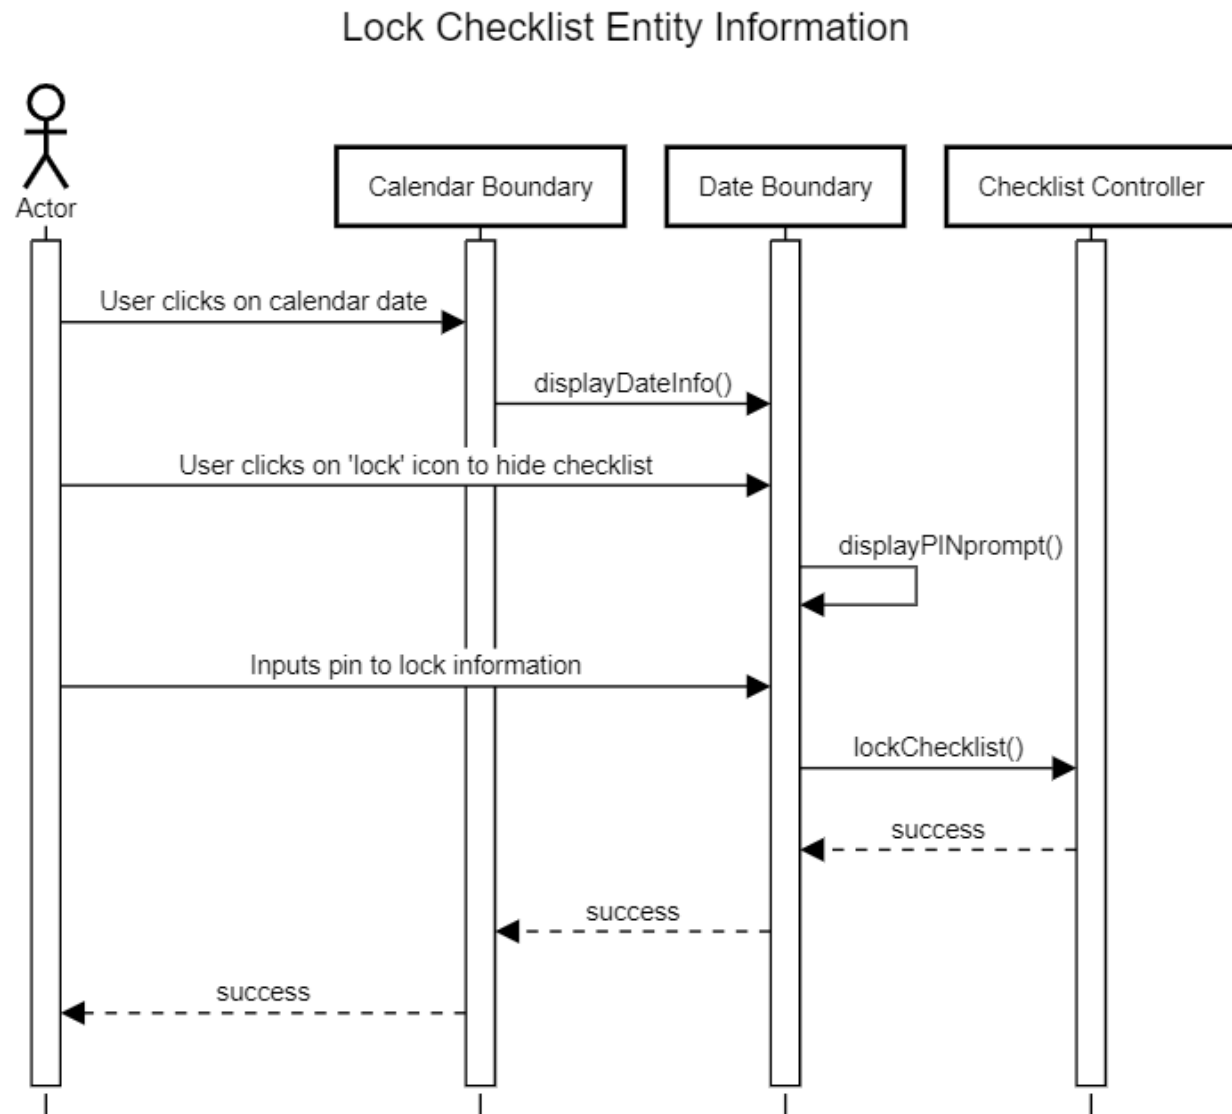 Lock Checklist Entity Information
Actor
Calendar Boundary
Date Boundary
Checklist Controller
User clicks on calendar date
displayDateInfo()
User clicks on 'lock' icon to hide checklist
displayPINprompt()
Inputs pin to lock information
lockChecklist()
success
success
success